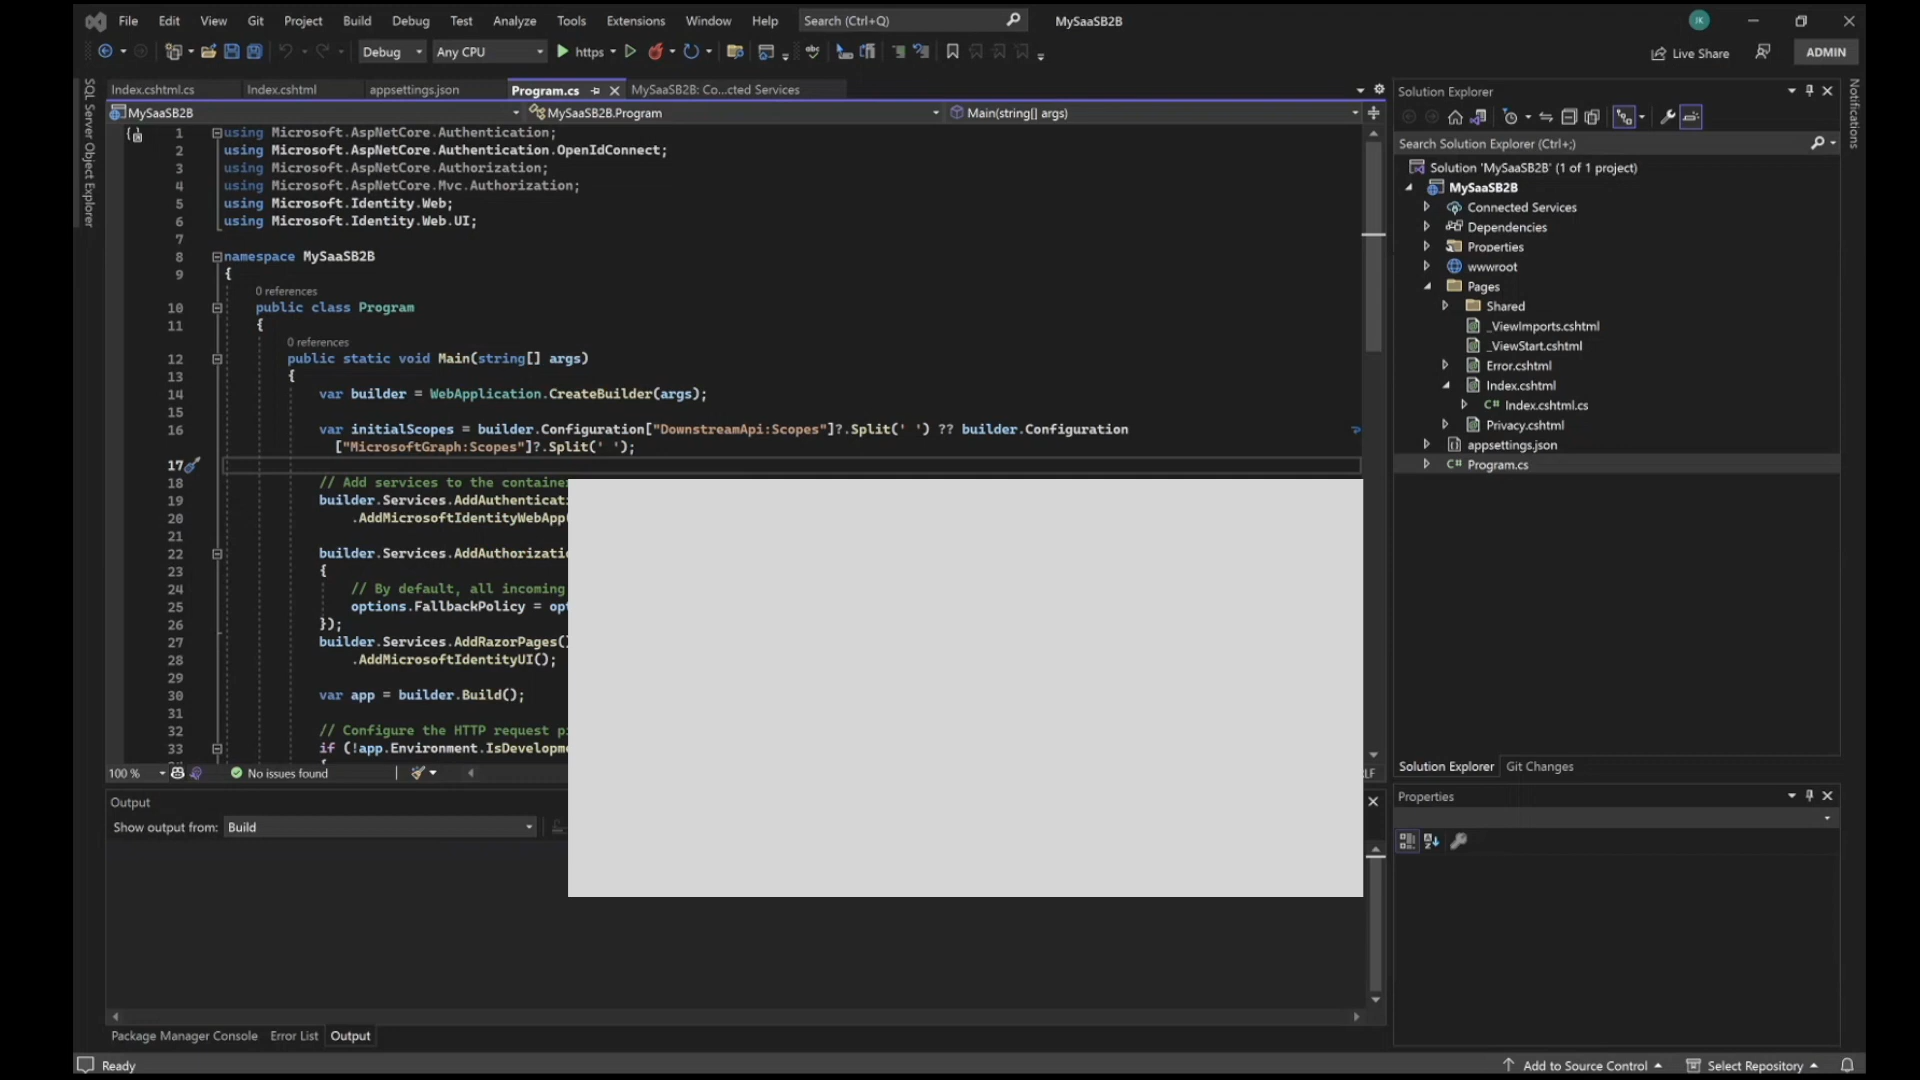 File Edit View Git Project Build Debug Test Analyze Tools Extensions Window Help Search (Ctrl+Q) MySaaSB2B JK
Debug Any CPU https Live Share ADMIN
SQL Server Object Explorer
Index.cshtml.cs Index.cshtml appsettings.json Program.cs MySaaSB2B: Co...cted Services
MySaaSB2B MySaaSB2B.Program Main(string[] args)
1 using Microsoft.AspNetCore.Authentication;
2 using Microsoft.AspNetCore.Authentication.OpenIdConnect;
3 using Microsoft.AspNetCore.Authorization;
4 using Microsoft.AspNetCore.Mvc.Authorization;
5 using Microsoft.Identity.Web;
6 using Microsoft.Identity.Web.UI;
7
8 namespace MySaaSB2B
9 {
0 references
10 public class Program
11 {
0 references
12 public static void Main(string[] args)
13 {
14 var builder = WebApplication.CreateBuilder(args);
15
16 var initialScopes = builder.Configuration["DownstreamApi:Scopes"]?.Split(' ') ?? builder.Configuration
["MicrosoftGraph:Scopes"]?.Split(' ');
17
18 // Add services to the container
19 builder.Services.AddAuthenticati
20 .AddMicrosoftIdentityWebApp(
21
22 builder.Services.AddAuthorizatio
23 {
24 // By default, all incoming
25 options.FallbackPolicy = opt
26 });
27 builder.Services.AddRazorPages()
28 .AddMicrosoftIdentityUI();
29
30 var app = builder.Build();
31
32 // Configure the HTTP request pi
33 if (!app.Environment.IsDevelopme
100 % No issues found LF
Output
Show output from: Build
Package Manager Console Error List Output
Ready
Solution Explorer
Search Solution Explorer (Ctrl+;)
Solution 'MySaaSB2B' (1 of 1 project)
MySaaSB2B
Connected Services
Dependencies
Properties
wwwroot
Pages
Shared
_ViewImports.cshtml
_ViewStart.cshtml
Error.cshtml
Index.cshtml
C# Index.cshtml.cs
Privacy.cshtml
appsettings.json
C# Program.cs
Solution Explorer Git Changes
Properties
Notifications
Add to Source Control Select Repository